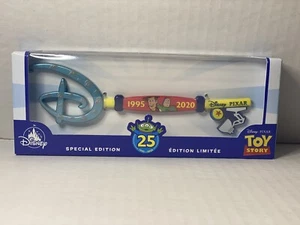 1995 2020
Disney PIXAR
Disney
SPECIAL EDITION
25
ÉDITION LIMITÉE
Disney PIXAR
TOY STORY